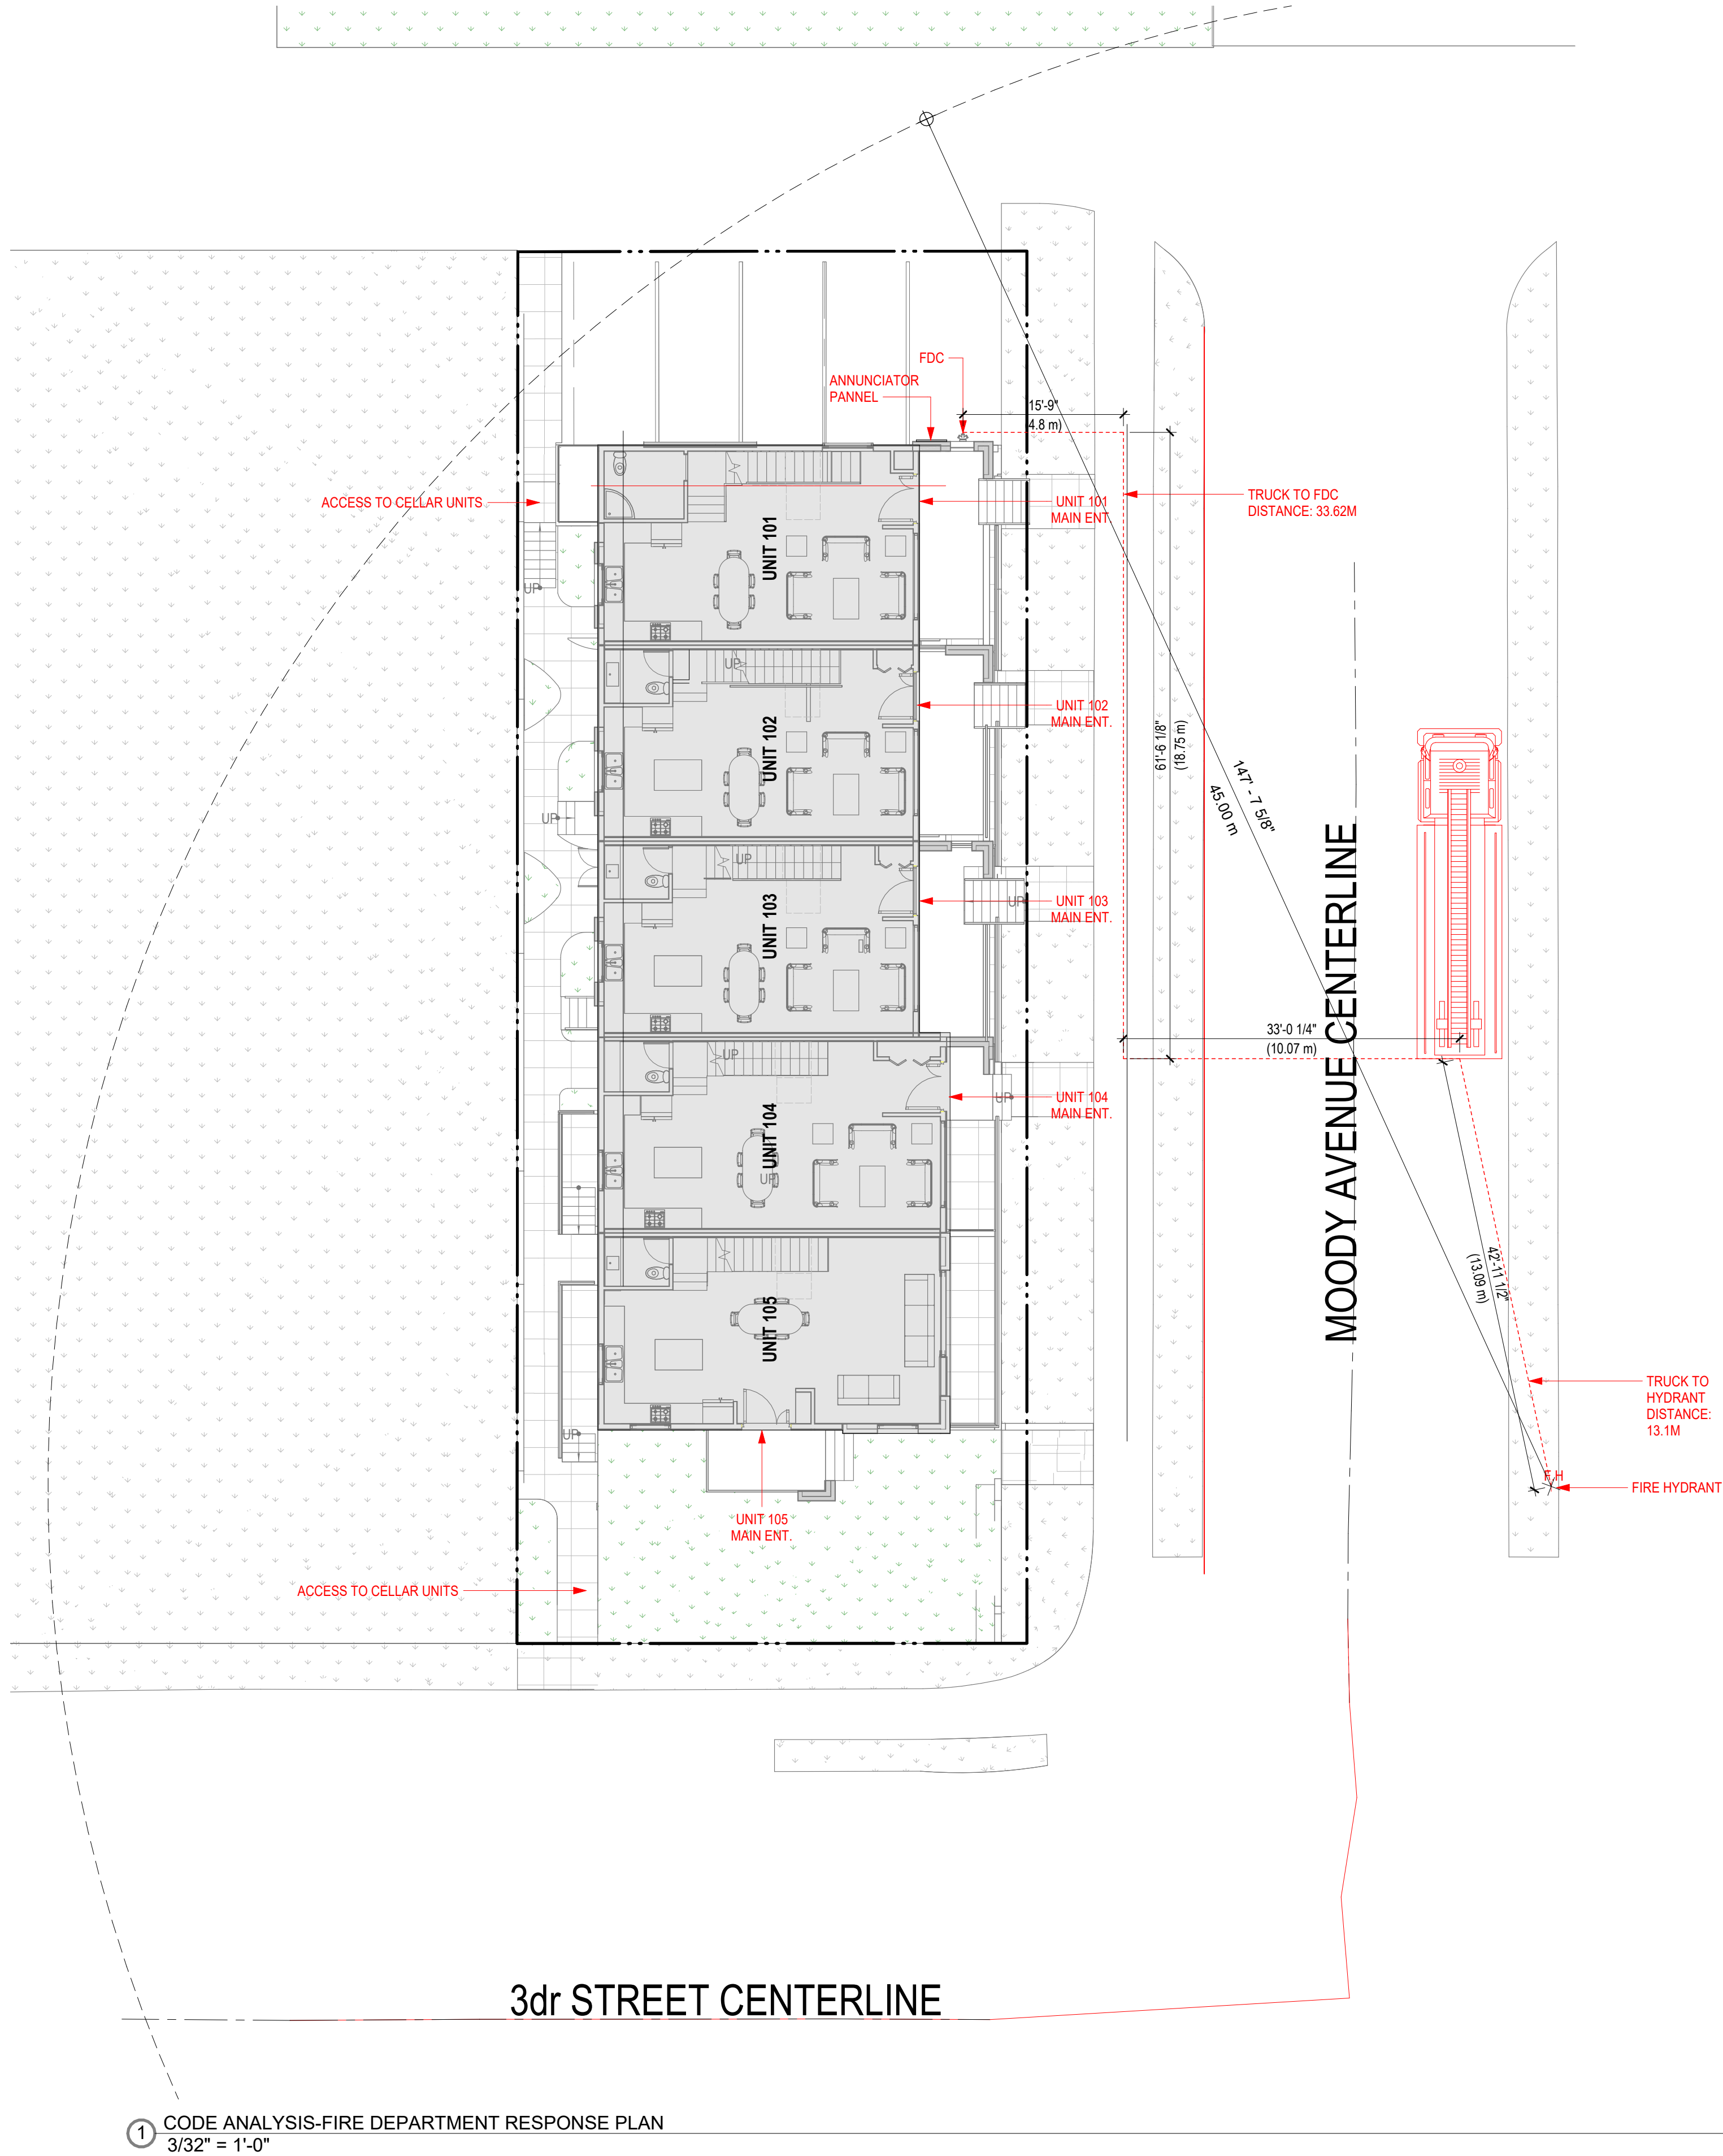 FDC
ANNUNCIATOR
PANNEL
15'-9"
(4.8 m)
ACCESS TO CELLAR UNITS
UNIT 101
MAIN ENT.
TRUCK TO FDC
DISTANCE: 33.62M
UNIT 101
UP
UP
UNIT 102
MAIN ENT.
UNIT 102
61'-6 1/8"
(18.75 m)
147' - 7 5/8"
45.00 m
UP
UP
UNIT 103
MAIN ENT.
UP
UNIT 103
MOODY AVENUE CENTERLINE
33'-0 1/4"
(10.07 m)
UP
UNIT 104
MAIN ENT.
UP
UNIT 104
UP
42'-11 1/2"
(13.09 m)
UNIT 105
TRUCK TO
HYDRANT
DISTANCE:
13.1M
UP
F.H
FIRE HYDRANT
UNIT 105
MAIN ENT.
ACCESS TO CELLAR UNITS
3dr STREET CENTERLINE
1
CODE ANALYSIS-FIRE DEPARTMENT RESPONSE PLAN
3/32" = 1'-0"